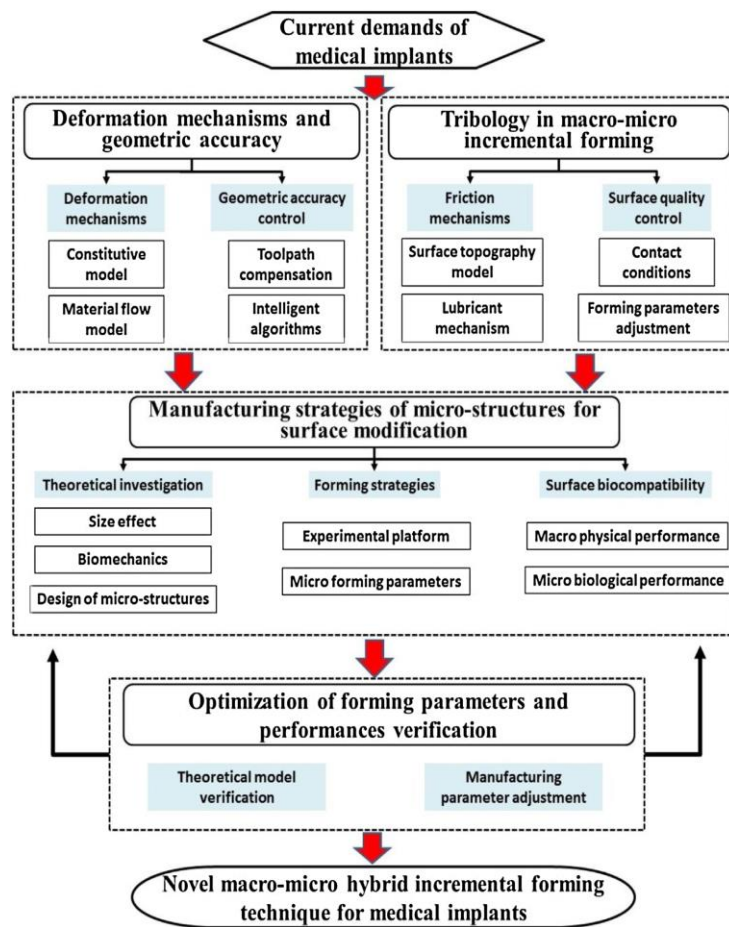 Current demands of
medical implants
Deformation mechanisms and
geometric accuracy
Deformation
mechanisms
Geometric accuracy
control
Constitutive
model
Toolpath
compensation
Material flow
model
Intelligent
algorithms
Tribology in macro-micro
incremental forming
Friction
mechanisms
Surface quality
control
Surface topography
model
Contact
conditions
Lubricant
mechanism
Forming parameters
adjustment
Manufacturing strategies of micro-structures for
surface modification
Theoretical investigation
Size effect
Biomechanics
Design of micro-structures
Forming strategies
Experimental platform
Micro forming parameters
Surface biocompatibility
Macro physical performance
Micro biological performance
Optimization of forming parameters and
performances verification
Theoretical model
verification
Manufacturing
parameter adjustment
Novel macro-micro hybrid incremental forming
technique for medical implants